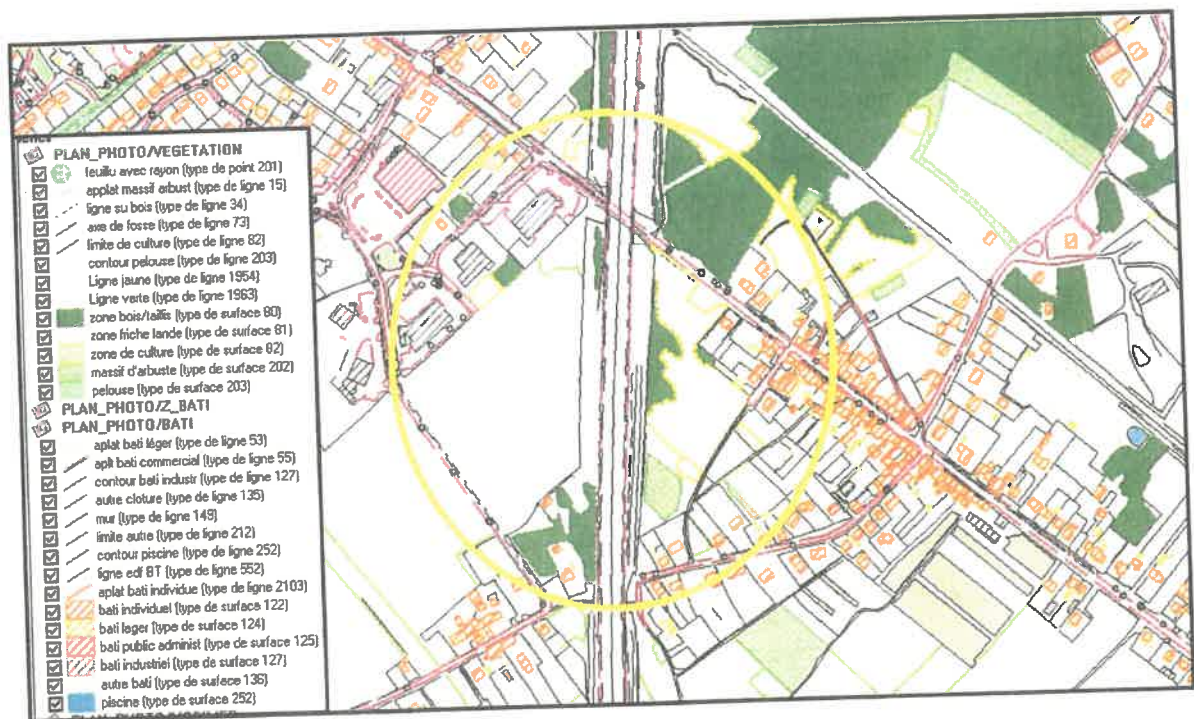 PLAN_PHOTO/VEGETATION
feuillu avec rayon (type de point 201)
applat massif arbust (type de ligne 15)
ligne su bois (type de ligne 34)
axe de fosse (type de ligne 73)
limite de culture (type de ligne 82)
contour pelouse (type de ligne 203)
Ligne jaune (type de ligne 1954)
Ligne verte (type de ligne 1963)
zone bois/taillis (type de surface 80)
zone friche lande (type de surface 81)
zone de culture (type de surface 82)
massif d'arbuste (type de surface 202)
pelouse (type de surface 203)
PLAN_PHOTO/Z_BATI
PLAN_PHOTO/BATI
aplat bati léger (type de ligne 53)
aplt bati commercial (type de ligne 55)
contour bati industr (type de ligne 127)
autre cloture (type de ligne 135)
mur (type de ligne 149)
limite autre (type de ligne 212)
contour piscine (type de ligne 252)
ligne edf BT (type de ligne 552)
aplat bati individue (type de ligne 2103)
bati individuel (type de surface 122)
bati leger (type de surface 124)
bati public administ (type de surface 125)
bati industriel (type de surface 127)
autre bati (type de surface 136)
piscine (type de surface 252)